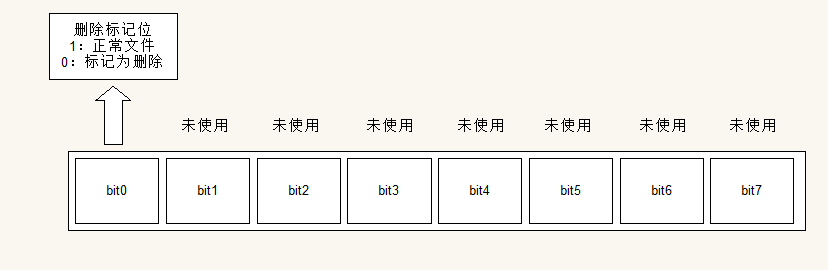 删除标记位
1：正常文件
0：标记为删除
未使用 未使用 未使用 未使用 未使用 未使用 未使用
bit0 bit1 bit2 bit3 bit4 bit5 bit6 bit7